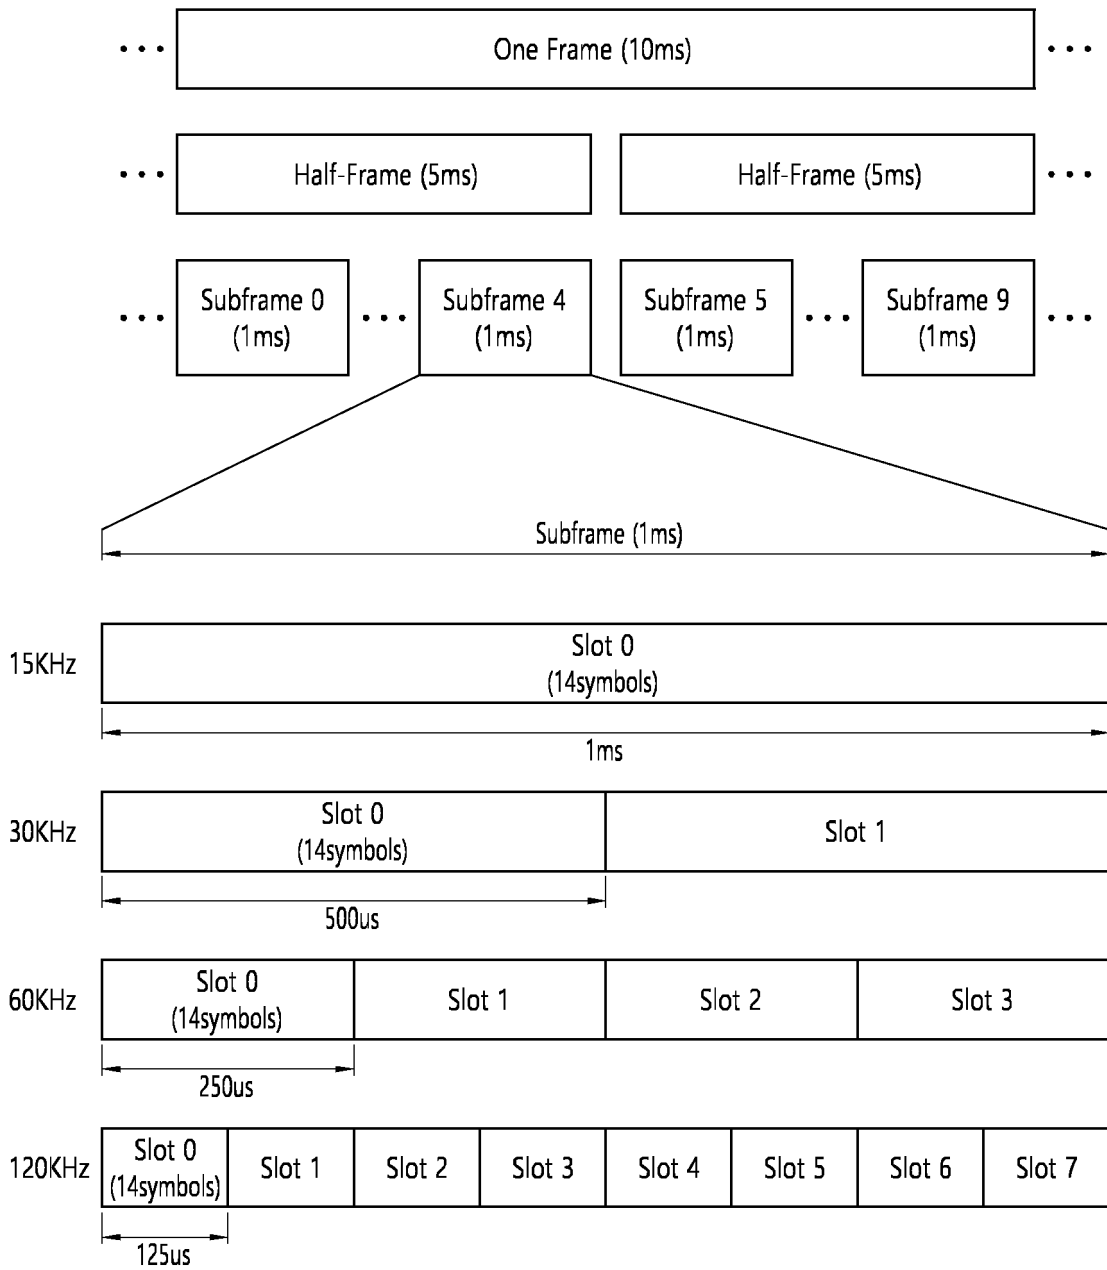 ••• One Frame (10ms) •••
••• Half-Frame (5ms) Half-Frame (5ms) •••
Subframe 0 Subframe 4 Subframe 5 Subframe 9
••• (1ms) ••• (1ms) (1ms) ••• (1ms) •••
Subframe (1ms)
Slot 0
15KHz
(14symbols)
1ms
Slot 0
30KHz Slot 1
(14symbols)
500us
Slot 0
60KHz Slot 1 Slot 2 Slot 3
(14symbols)
250us
Slot 0
120KHz Slot 1 Slot 2 Slot 3 Slot 4 Slot 5 Slot 6 Slot 7
(14symbols)
125us